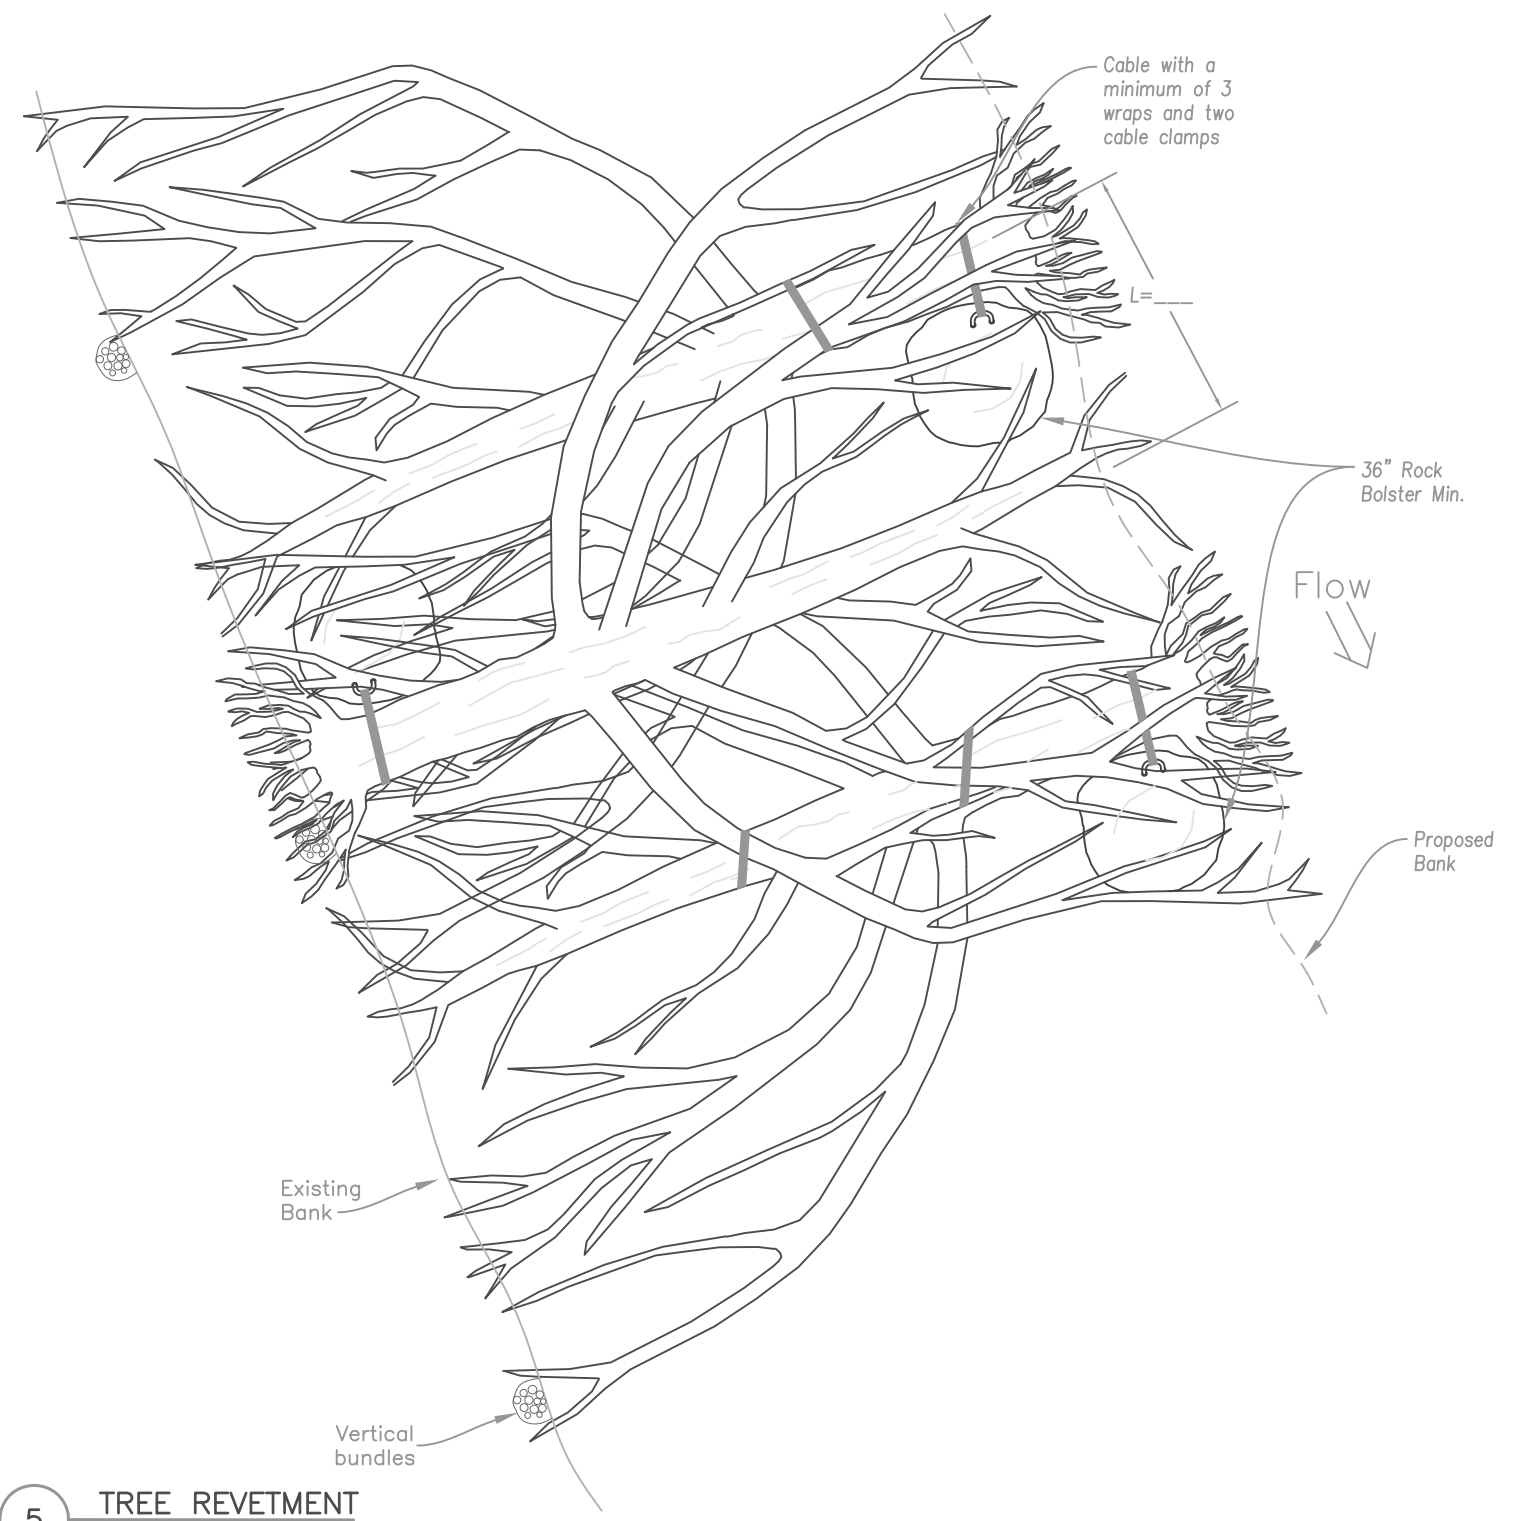 Cable with a
minimum of 3
wraps and two
cable clamps
L=___
36" Rock
Bolster Min.
Flow
Proposed
Bank
Existing
Bank
Vertical
bundles
5
TREE REVETMENT